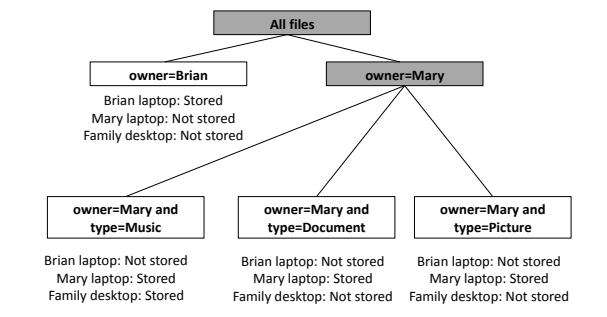 All files
owner=Brian
owner=Mary
Brian laptop: Stored
Mary laptop: Not stored
Family desktop: Not stored
owner=Mary and
type=Music
owner=Mary and
type=Document
owner=Mary and
type=Picture
Brian laptop: Not stored
Mary laptop: Stored
Family desktop: Stored
Brian laptop: Not stored
Mary laptop: Stored
Family desktop: Not stored
Brian laptop: Not stored
Mary laptop: Stored
Family desktop: Not stored